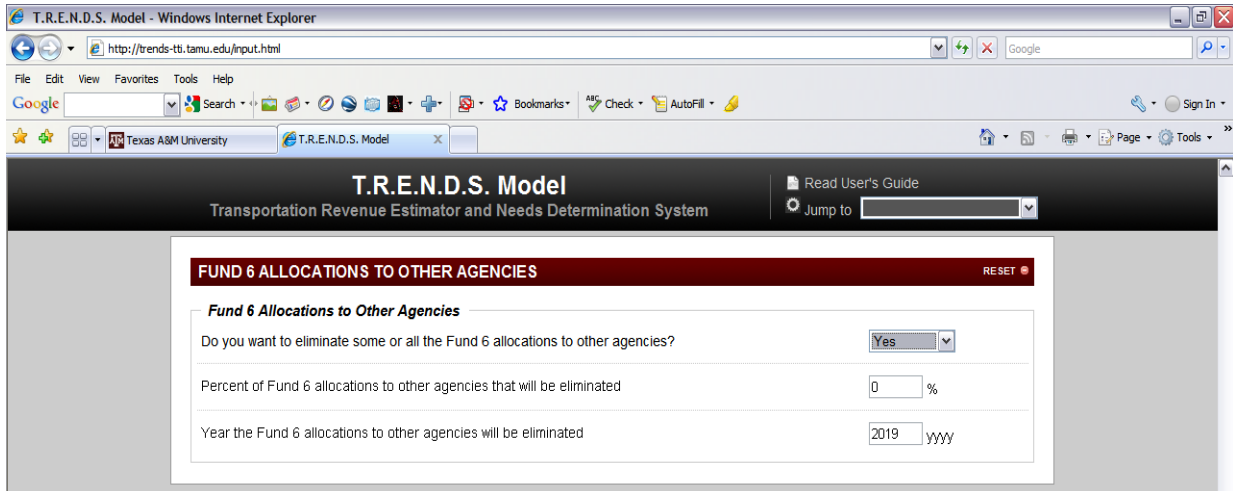 T.R.E.N.D.S. Model - Windows Internet Explorer
http://trends-tti.tamu.edu/input.html
Google
File Edit View Favorites Tools Help
Google Search Bookmarks ABC Check AutoFill Sign In
Texas A&M University T.R.E.N.D.S. Model X Page Tools »
T.R.E.N.D.S. Model
Transportation Revenue Estimator and Needs Determination System
Read User's Guide
Jump to
FUND 6 ALLOCATIONS TO OTHER AGENCIES RESET
Fund 6 Allocations to Other Agencies
Do you want to eliminate some or all the Fund 6 allocations to other agencies? Yes
Percent of Fund 6 allocations to other agencies that will be eliminated 0 %
Year the Fund 6 allocations to other agencies will be eliminated 2019 yyyy